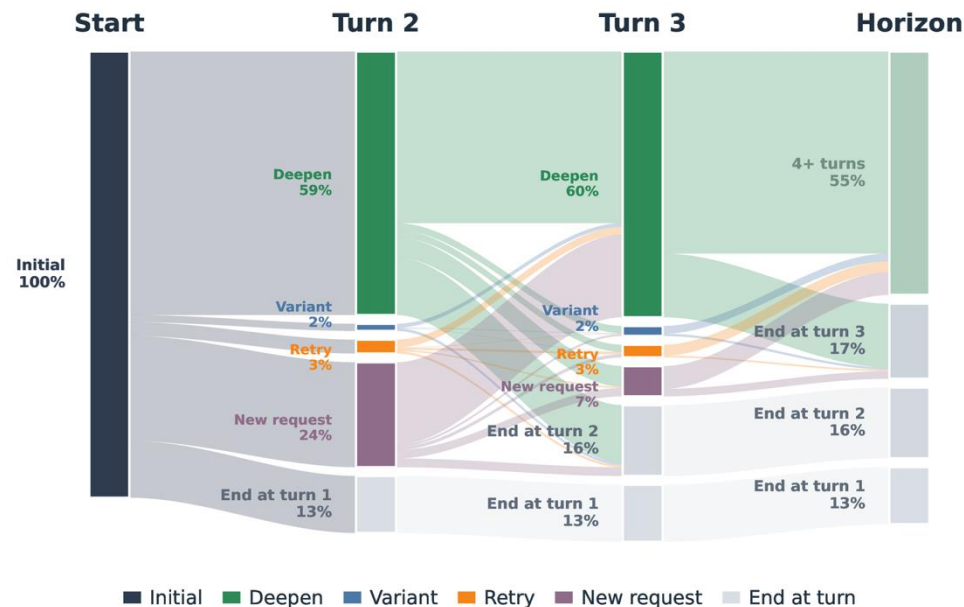 Start
Turn 2
Turn 3
Horizon
Initial
100%
Deepen
59%
Variant
2%
Retry
3%
New request
24%
End at turn 1
13%
Deepen
60%
Variant
2%
Retry
3%
New request
7%
End at turn 2
16%
End at turn 1
13%
4+ turns
55%
End at turn 3
17%
End at turn 2
16%
End at turn 1
13%
Initial
Deepen
Variant
Retry
New request
End at turn